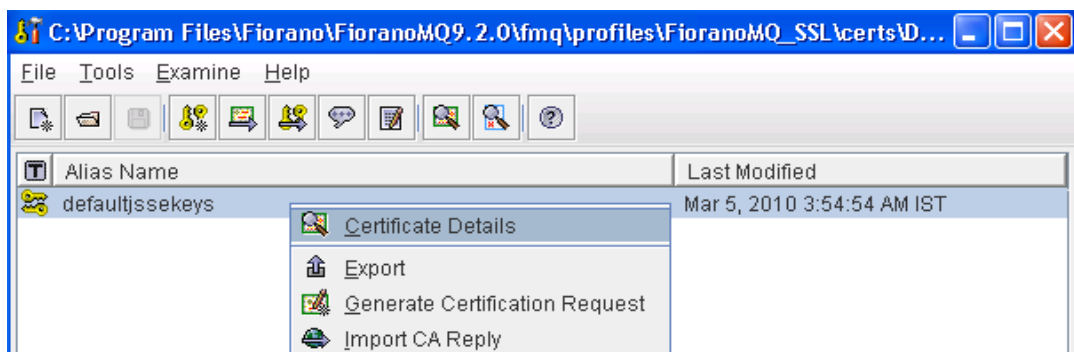 C:\Program Files\Fiorano\FioranoMQ9.2.0\fmq\profiles\FioranoMQ_SSL\certs\D...
File Tools Examine Help
T Alias Name Last Modified
defaultjssekeys Mar 5, 2010 3:54:54 AM IST
Certificate Details
Export
Generate Certification Request
Import CA Reply